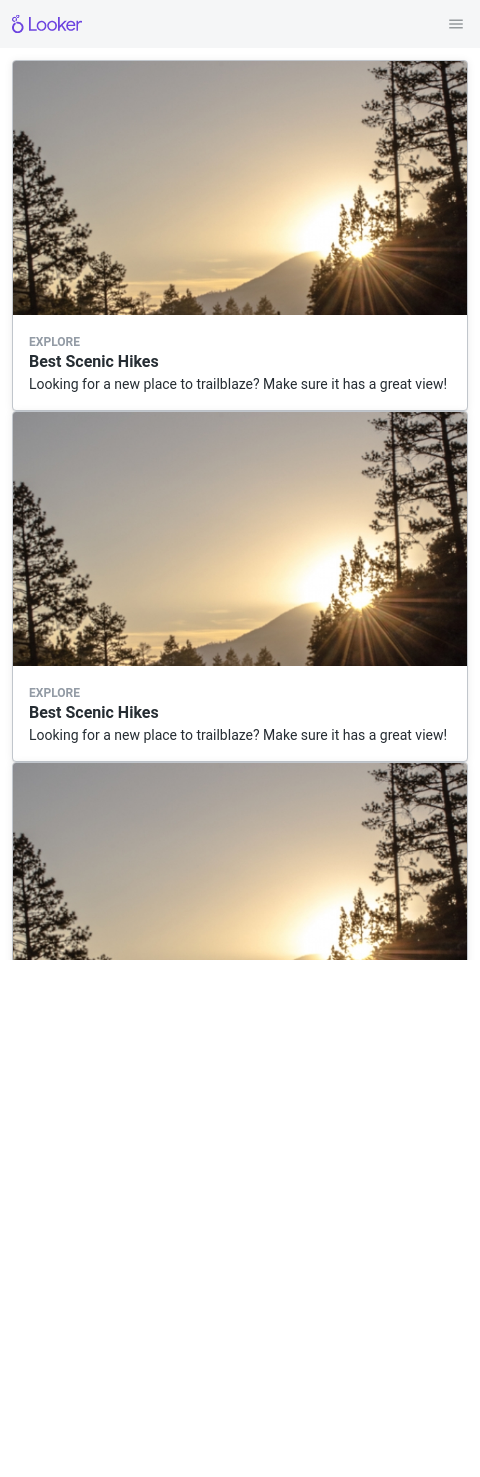 Looker
EXPLORE
Best Scenic Hikes
Looking for a new place to trailblaze? Make sure it has a great view!
EXPLORE
Best Scenic Hikes
Looking for a new place to trailblaze? Make sure it has a great view!